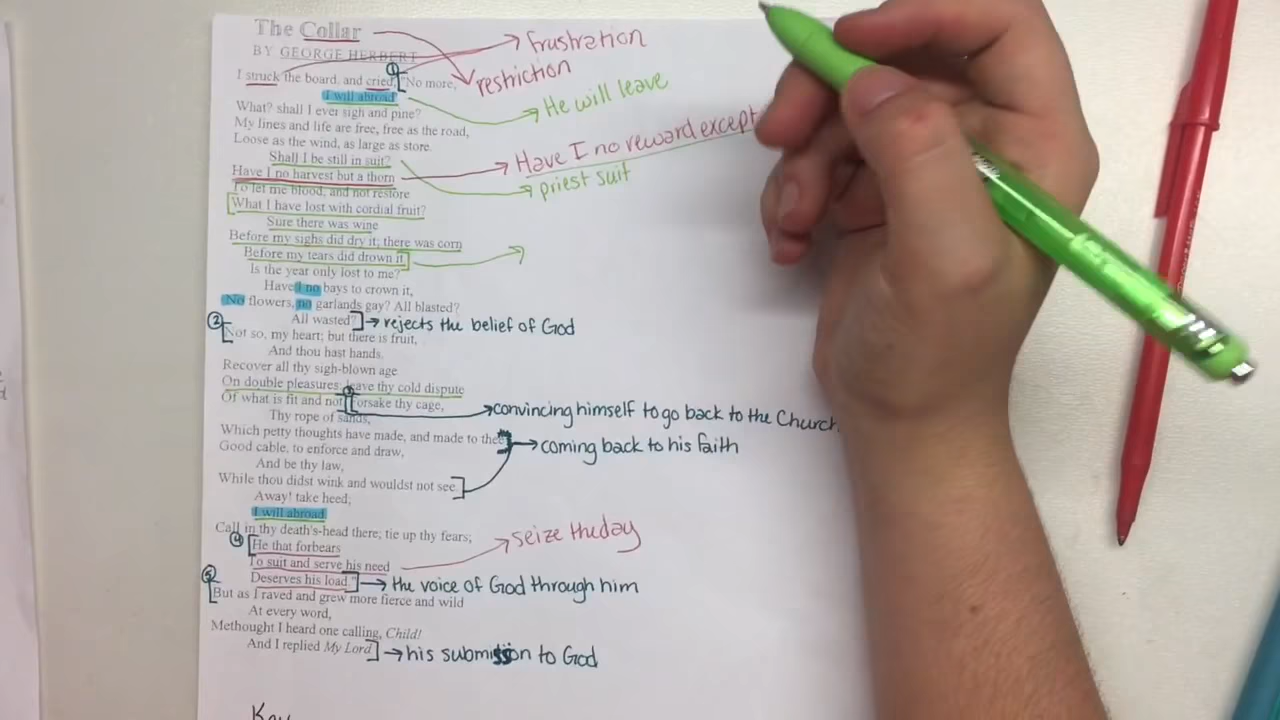 The Collar
frustration
BY GEORGE HERBERT
restriction
1
I struck the board, and cried, "No more;
I will abroad
He will leave
What? shall I ever sigh and pine?
My lines and life are free, free as the road,
Loose as the wind, as large as store.
Shall I be still in suit?
Have I no reward except
Have I no harvest but a thorn
priest suit
To let me blood, and not restore
What I have lost with cordial fruit?
Sure there was wine
Before my sighs did dry it; there was corn
Before my tears did drown it.
Is the year only lost to me?
Have I no bays to crown it,
No flowers, no garlands gay? All blasted?
All wasted?
rejects the belief of God
2
Not so, my heart; but there is fruit,
And thou hast hands.
Recover all thy sigh-blown age
On double pleasures: leave thy cold dispute
3
Of what is fit and not. Forsake thy cage,
convincing himself to go back to the Church.
Thy rope of sands,
Which petty thoughts have made, and made to thee
coming back to his faith
Good cable, to enforce and draw,
And be thy law,
While thou didst wink and wouldst not see.
Away! take heed;
I will abroad.
Call in thy death's-head there; tie up thy fears;
seize the day
4
He that forbears
To suit and serve his need
Deserves his load."
the voice of God through him
5
But as I raved and grew more fierce and wild
At every word,
Methought I heard one calling, Child!
And I replied My Lord
his submission to God
Key